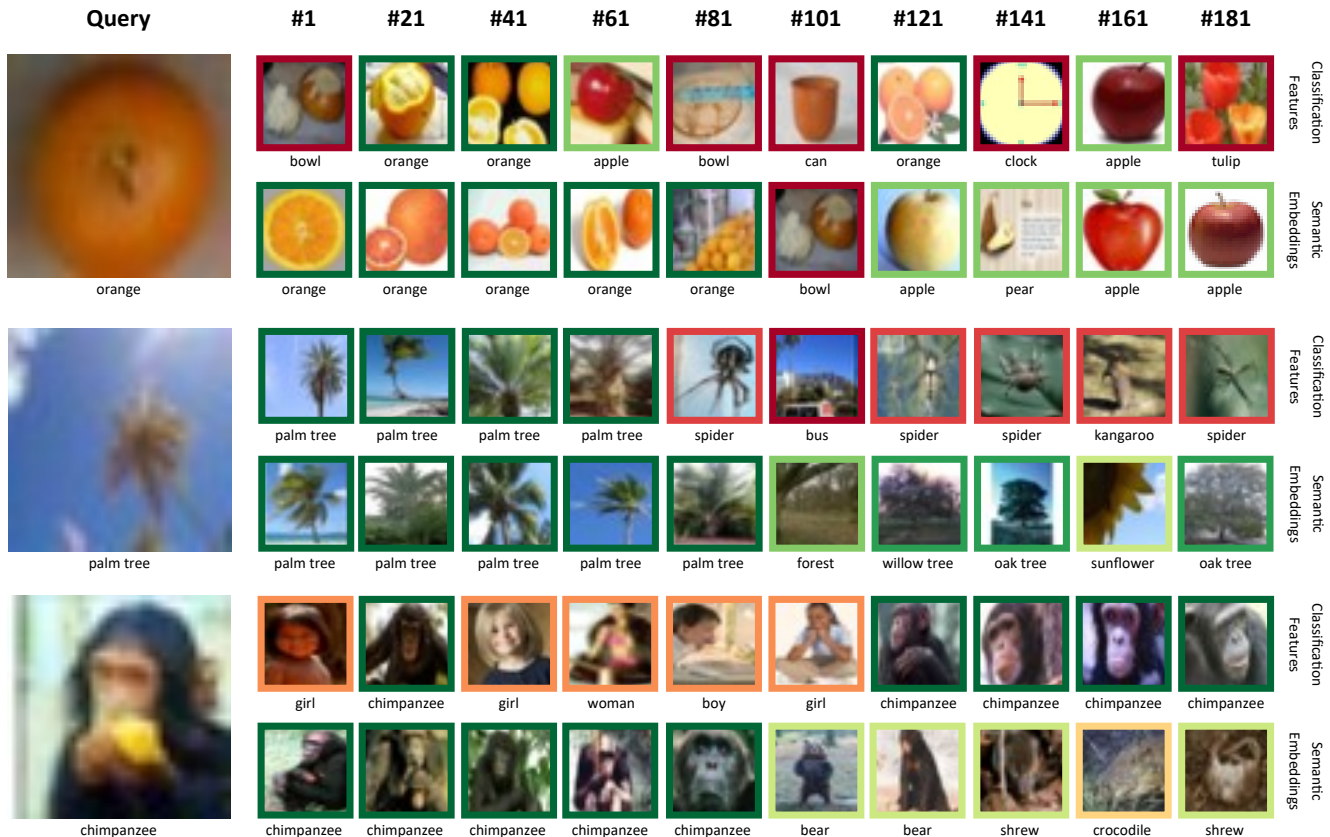 Query #1 #21 #41 #61 #81 #101 #121 #141 #161 #181
Classification
Features
bowl orange orange apple bowl can orange clock apple tulip
Semantic
Embeddings
orange orange orange orange orange bowl apple pear apple apple
orange
Classification
Features
palm tree palm tree palm tree palm tree spider bus spider spider kangaroo spider
Semantic
Embeddings
palm tree palm tree palm tree palm tree palm tree forest willow tree oak tree sunflower oak tree
palm tree
Classification
Features
girl chimpanzee girl woman boy girl chimpanzee chimpanzee chimpanzee chimpanzee
Semantic
Embeddings
chimpanzee chimpanzee chimpanzee chimpanzee chimpanzee bear bear shrew crocodile shrew
chimpanzee